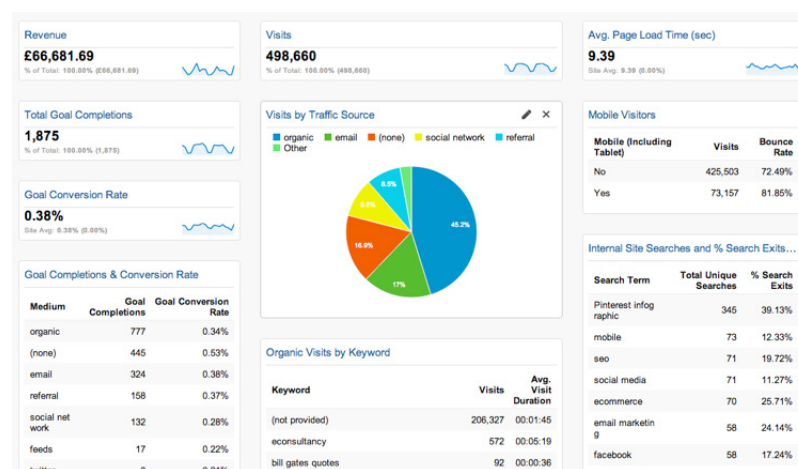 Revenue
£66,681.69
% of Total: 100.00% (£66,681.69)
Total Goal Completions
1,875
% of Total: 100.00% (1,875)
Goal Conversion Rate
0.38%
Site Avg: 0.38% (0.00%)
Goal Completions & Conversion Rate
Medium Goal Completions Goal Conversion Rate
organic 777 0.34%
(none) 445 0.53%
email 324 0.38%
referral 158 0.37%
social net
work 132 0.28%
feeds 17 0.22%
Visits
498,660
% of Total: 100.00% (498,660)
Visits by Traffic Source
organic email (none) social network referral
Other
8.5%
45.2%
16.9%
17%
Organic Visits by Keyword
Keyword Visits Avg. Visit Duration
(not provided) 206,327 00:01:45
econsultancy 572 00:05:19
bill gates quotes 92 00:00:36
Avg. Page Load Time (sec)
9.39
Site Avg: 9.39 (0.00%)
Mobile Visitors
Mobile (Including Tablet) Visits Bounce Rate
No 425,503 72.49%
Yes 73,157 81.85%
Internal Site Searches and % Search Exits...
Search Term Total Unique Searches % Search Exits
Pinterest infog
raphic 345 39.13%
mobile 73 12.33%
seo 71 19.72%
social media 71 11.27%
ecommerce 70 25.71%
email marketin
g 58 24.14%
facebook 58 17.24%